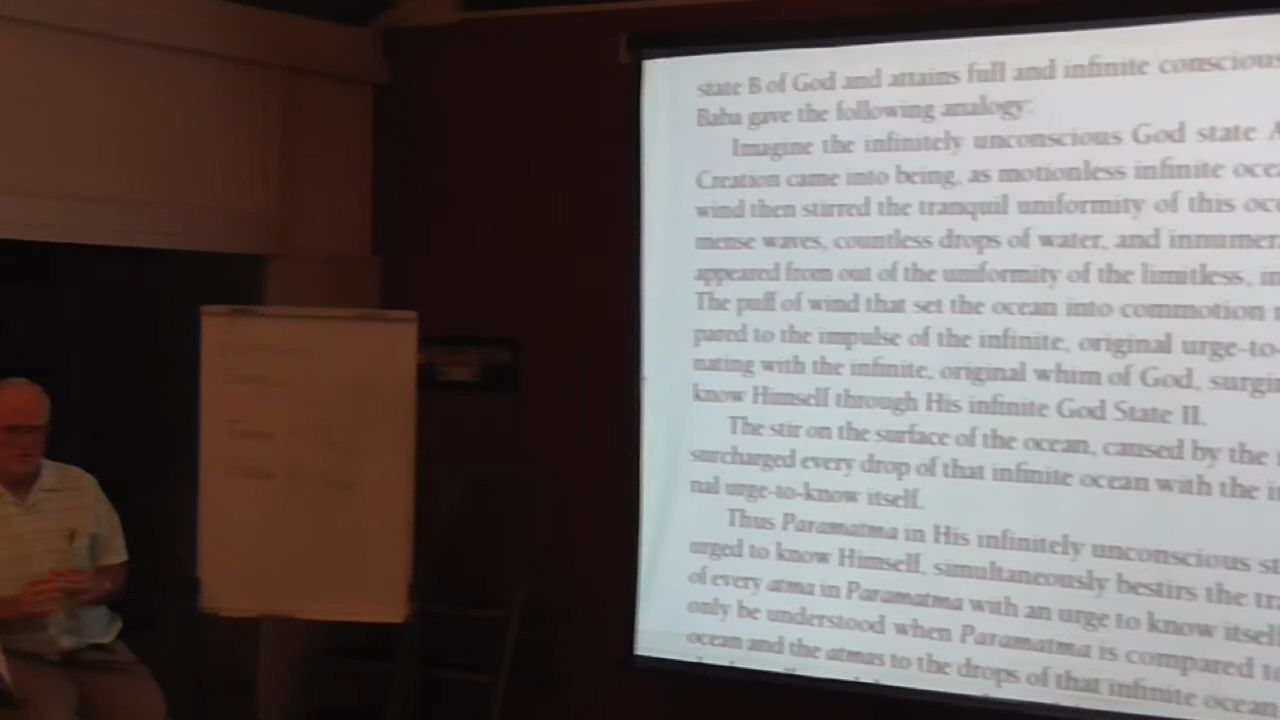 state B of God and attains full and infinite conscious
Baba gave the following analogy:
Imagine the infinitely unconscious God state A
Creation came into being, as motionless infinite ocea
wind then stirred the tranquil uniformity of this oc
mense waves, countless drops of water, and innumer
appeared from out of the uniformity of the limitless, in
The puff of wind that set the ocean into commotion
pared to the impulse of the infinite, original urge-to-
nating with the infinite, original whim of God, surgin
know Himself through His infinite God State II.
The stir on the surface of the ocean, caused by the
surcharged every drop of that infinite ocean with the i
nal urge-to-know itself.
Thus Paramatma in His infinitely unconscious st
urged to know Himself, simultaneously bestirs the tr
of every atma in Paramatma with an urge to know itsel
only be understood when Paramatma is compared to
ocean and the atmas to the drops of that infinite ocean